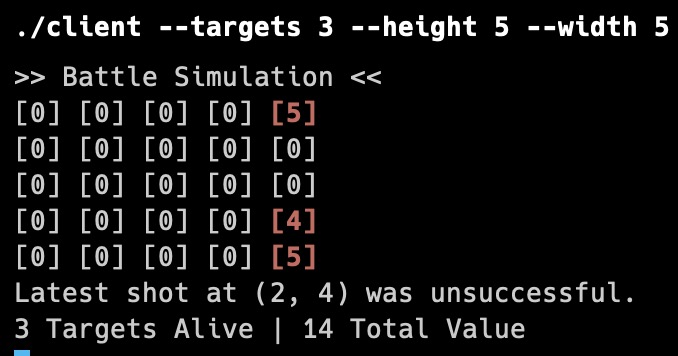 ./client --targets 3 --height 5 --width 5
>> Battle Simulation <<
[0] [0] [0] [0] [5]
[0] [0] [0] [0] [0]
[0] [0] [0] [0] [0]
[0] [0] [0] [0] [4]
[0] [0] [0] [0] [5]
Latest shot at (2, 4) was unsuccessful.
3 Targets Alive | 14 Total Value